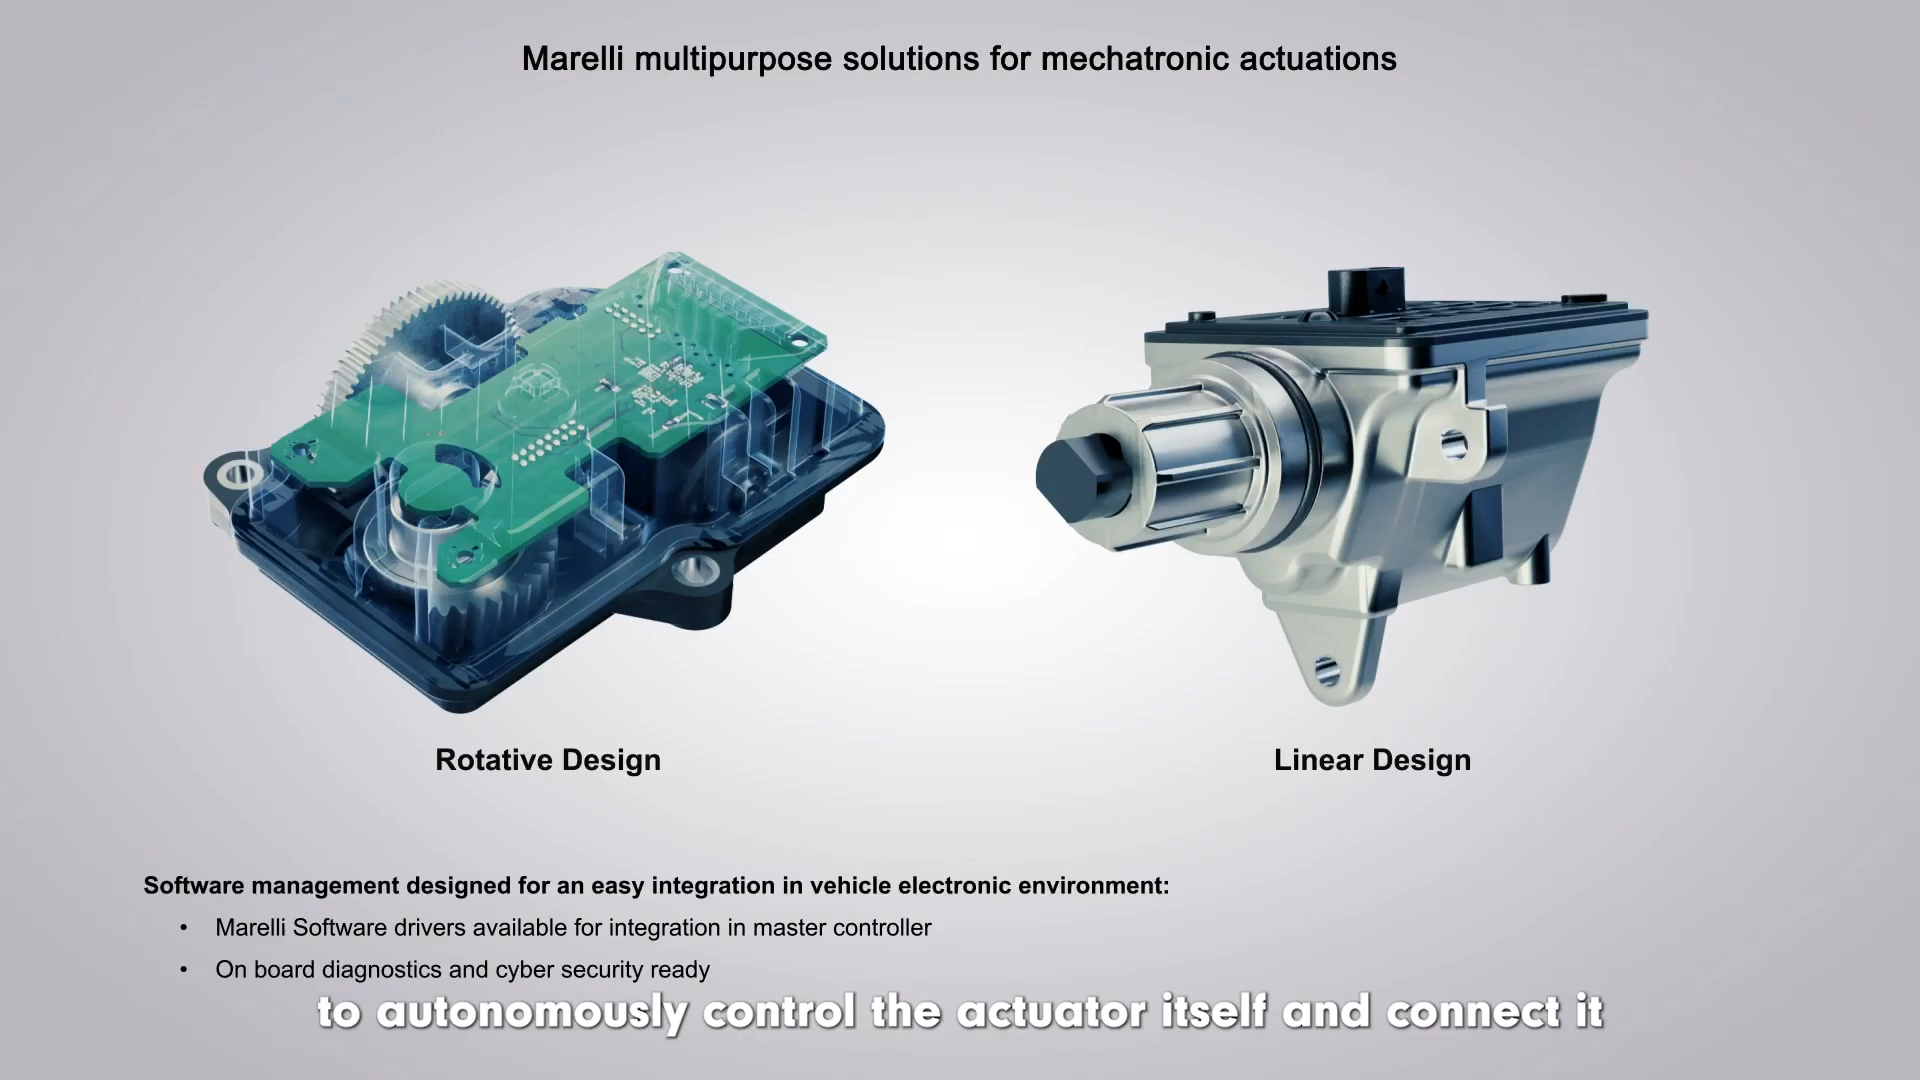 Marelli multipurpose solutions for mechatronic actuations
Rotative Design
Linear Design
Software management designed for an easy integration in vehicle electronic environment:
• Marelli Software drivers available for integration in master controller
• On board diagnostics and cyber security ready
to autonomously control the actuator itself and connect it